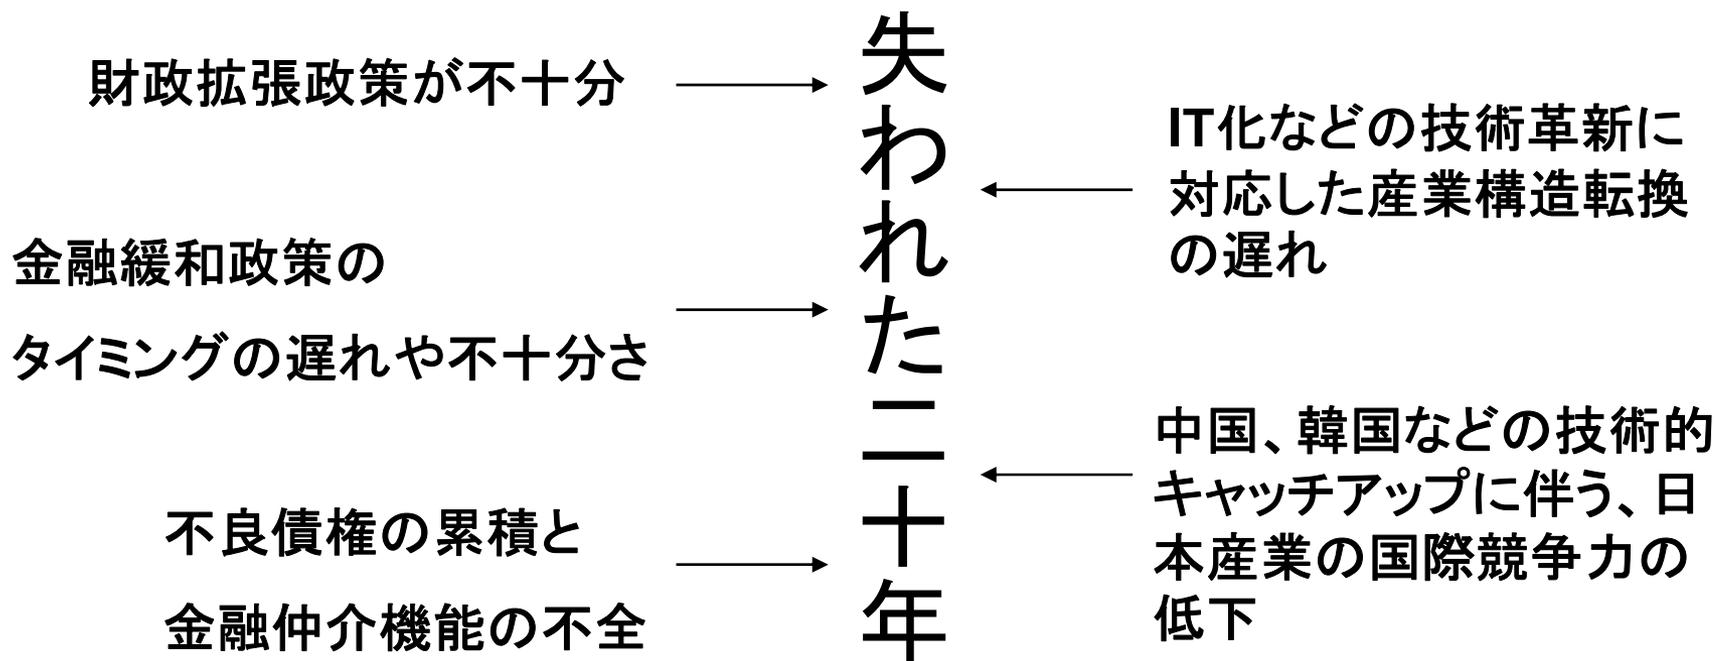 財政拡張政策が不十分
金融緩和政策の
タイミングの遅れや不十分さ
不良債権の累積と
金融仲介機能の不全
失われた二十年
IT化などの技術革新に
対応した産業構造転換
の遅れ
中国、韓国などの技術的
キャッチアップに伴う、日
本産業の国際競争力の
低下